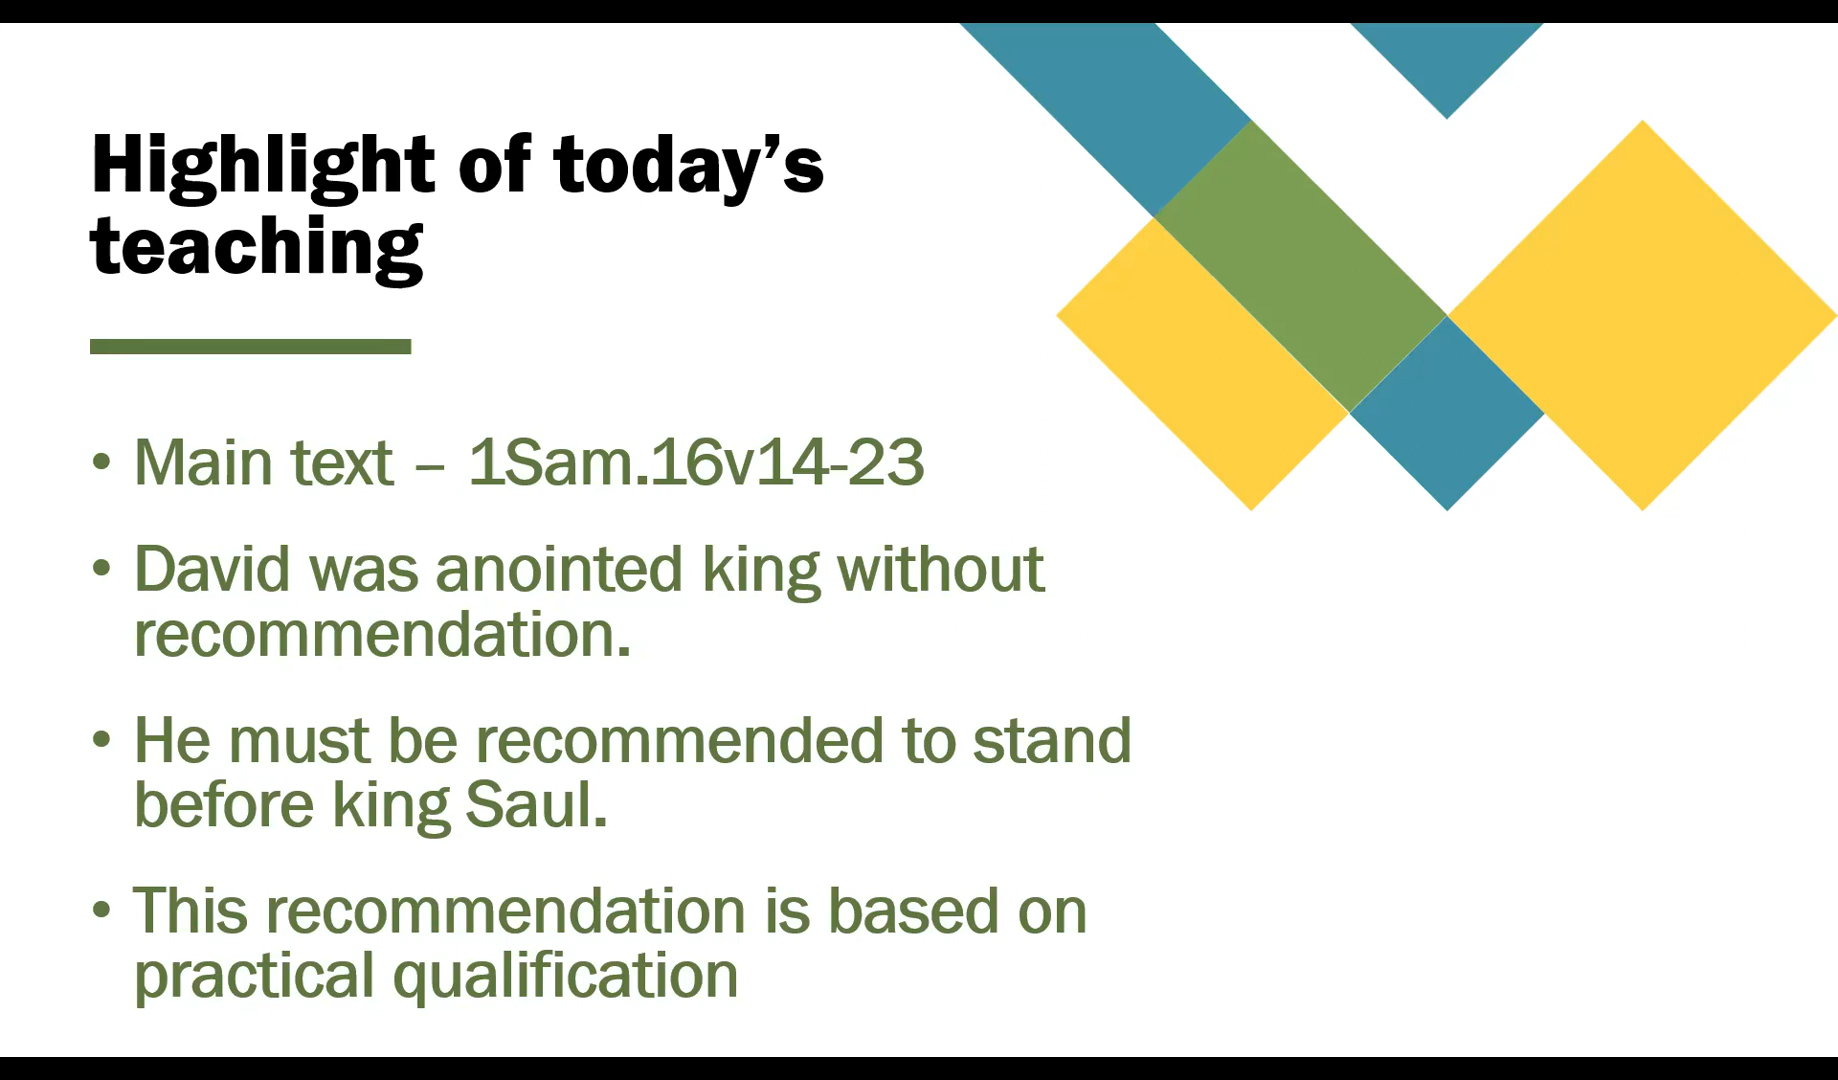 Highlight of today’s
teaching
• Main text – 1Sam.16v14-23
• David was anointed king without
recommendation.
• He must be recommended to stand
before king Saul.
• This recommendation is based on
practical qualification